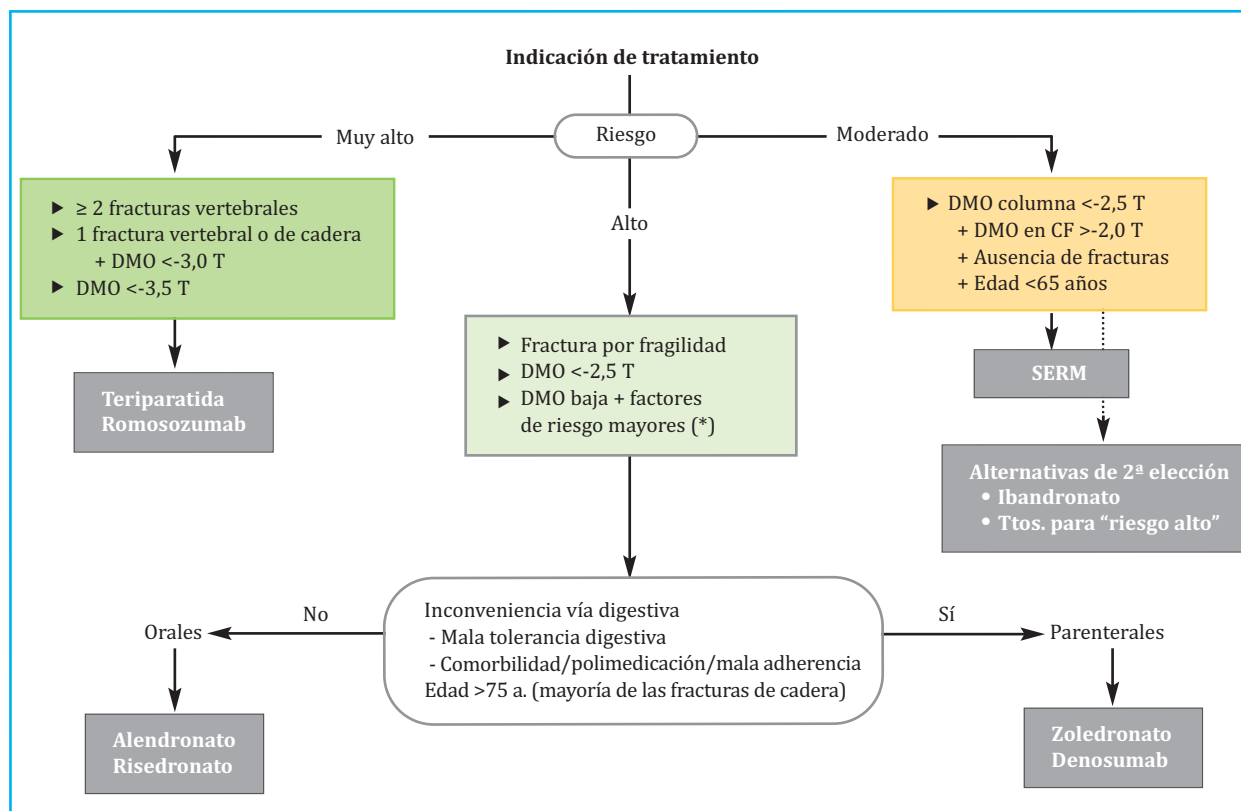 Indicación de tratamiento
Riesgo
Muy alto
Moderado
Alto
▶ ≥ 2 fracturas vertebrales
▶ 1 fractura vertebral o de cadera
+ DMO <-3,0 T
▶ DMO <-3,5 T
Teriparatida
Romosozumab
▶ Fractura por fragilidad
▶ DMO <-2,5 T
▶ DMO baja + factores
de riesgo mayores (*)
▶ DMO columna <-2,5 T
+ DMO en CF >-2,0 T
+ Ausencia de fracturas
+ Edad <65 años
SERM
Alternativas de 2ª elección
• Ibandronato
• Ttos. para “riesgo alto”
Inconveniencia vía digestiva
- Mala tolerancia digestiva
- Comorbilidad/polimedicación/mala adherencia
Edad >75 a. (mayoría de las fracturas de cadera)
No
Orales
Alendronato
Risedronato
Sí
Parenterales
Zoledronato
Denosumab